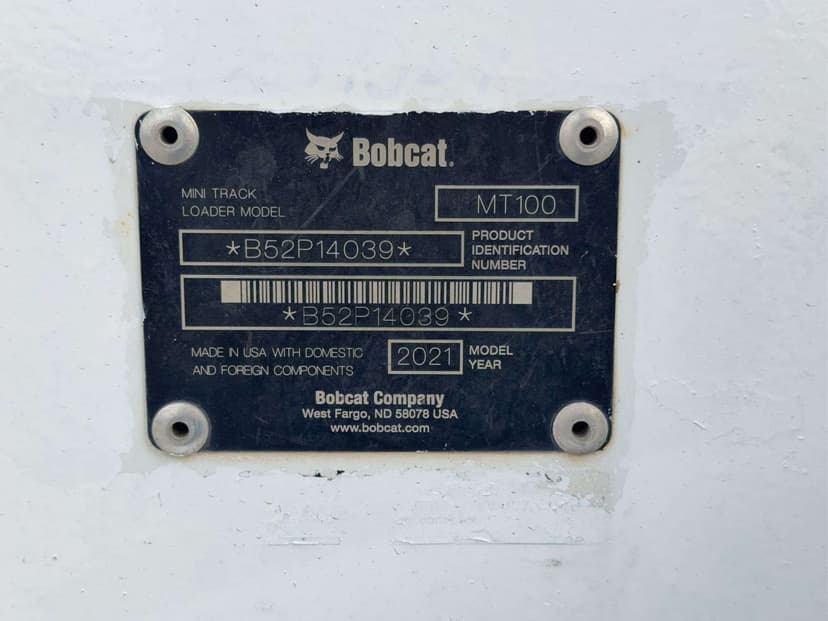 Bobcat.
MINI TRACK
LOADER MODEL
MT100
*B52P14039*
PRODUCT
IDENTIFICATION
NUMBER
*B52P14039*
MADE IN USA WITH DOMESTIC
AND FOREIGN COMPONENTS
2021
MODEL
YEAR
Bobcat Company
West Fargo, ND 58078 USA
www.bobcat.com